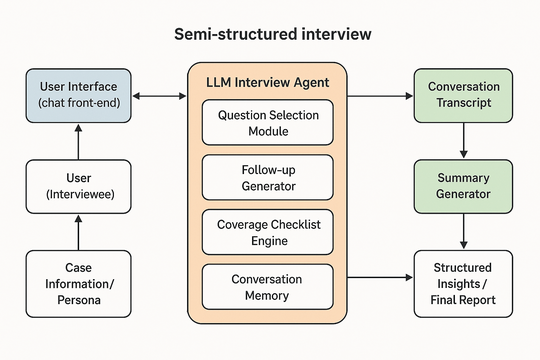 Semi-structured interview
User Interface
(chat front-end)
User
(Interviewee)
Case
Information/
Persona
LLM Interview Agent
Question Selection
Module
Follow-up
Generator
Coverage Checklist
Engine
Conversation
Memory
Conversation
Transcript
Summary
Generator
Structured
Insights /
Final Report